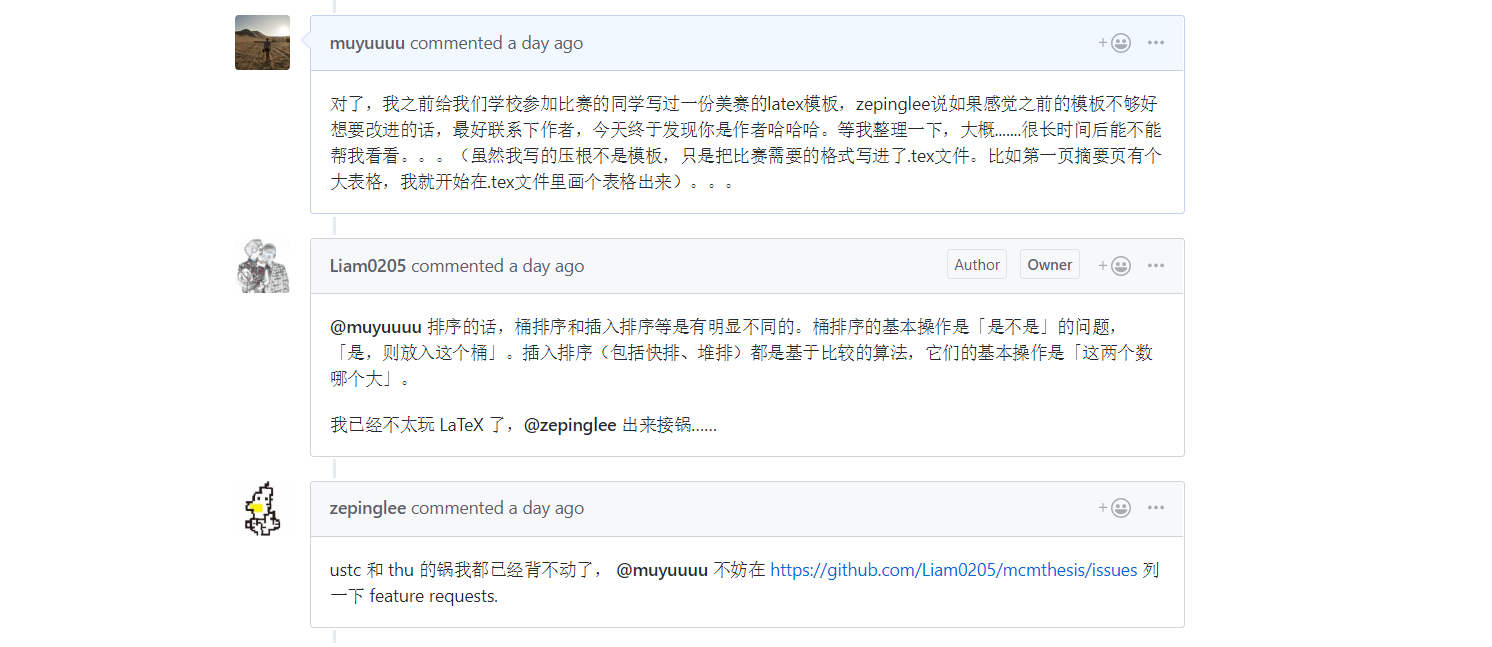 muyuuuu commented a day ago
对了，我之前给我们学校参加比赛的同学写过一份美赛的latex模板，zepinglee说如果感觉之前的模板不够好
想要改进的话，最好联系下作者，今天终于发现你是作者哈哈哈。等我整理一下，大概.......很长时间后能不能
帮我看看。。。（虽然我写的压根不是模板，只是把比赛需要的格式写进了.tex文件。比如第一页摘要页有个
大表格，我就开始在.tex文件里画个表格出来）。。。
Liam0205 commented a day ago Author Owner
@muyuuuu 排序的话，桶排序和插入排序等是有明显不同的。桶排序的基本操作是「是不是」的问题，
「是，则放入这个桶」。插入排序（包括快排、堆排）都是基于比较的算法，它们的基本操作是「这两个数
哪个大」。
我已经不太玩 LaTeX 了，@zepinglee 出来接锅......
zepinglee commented a day ago
ustc 和 thu 的锅我都已经背不动了， @muyuuuu 不妨在 https://github.com/Liam0205/mcmthesis/issues 列
一下 feature requests.